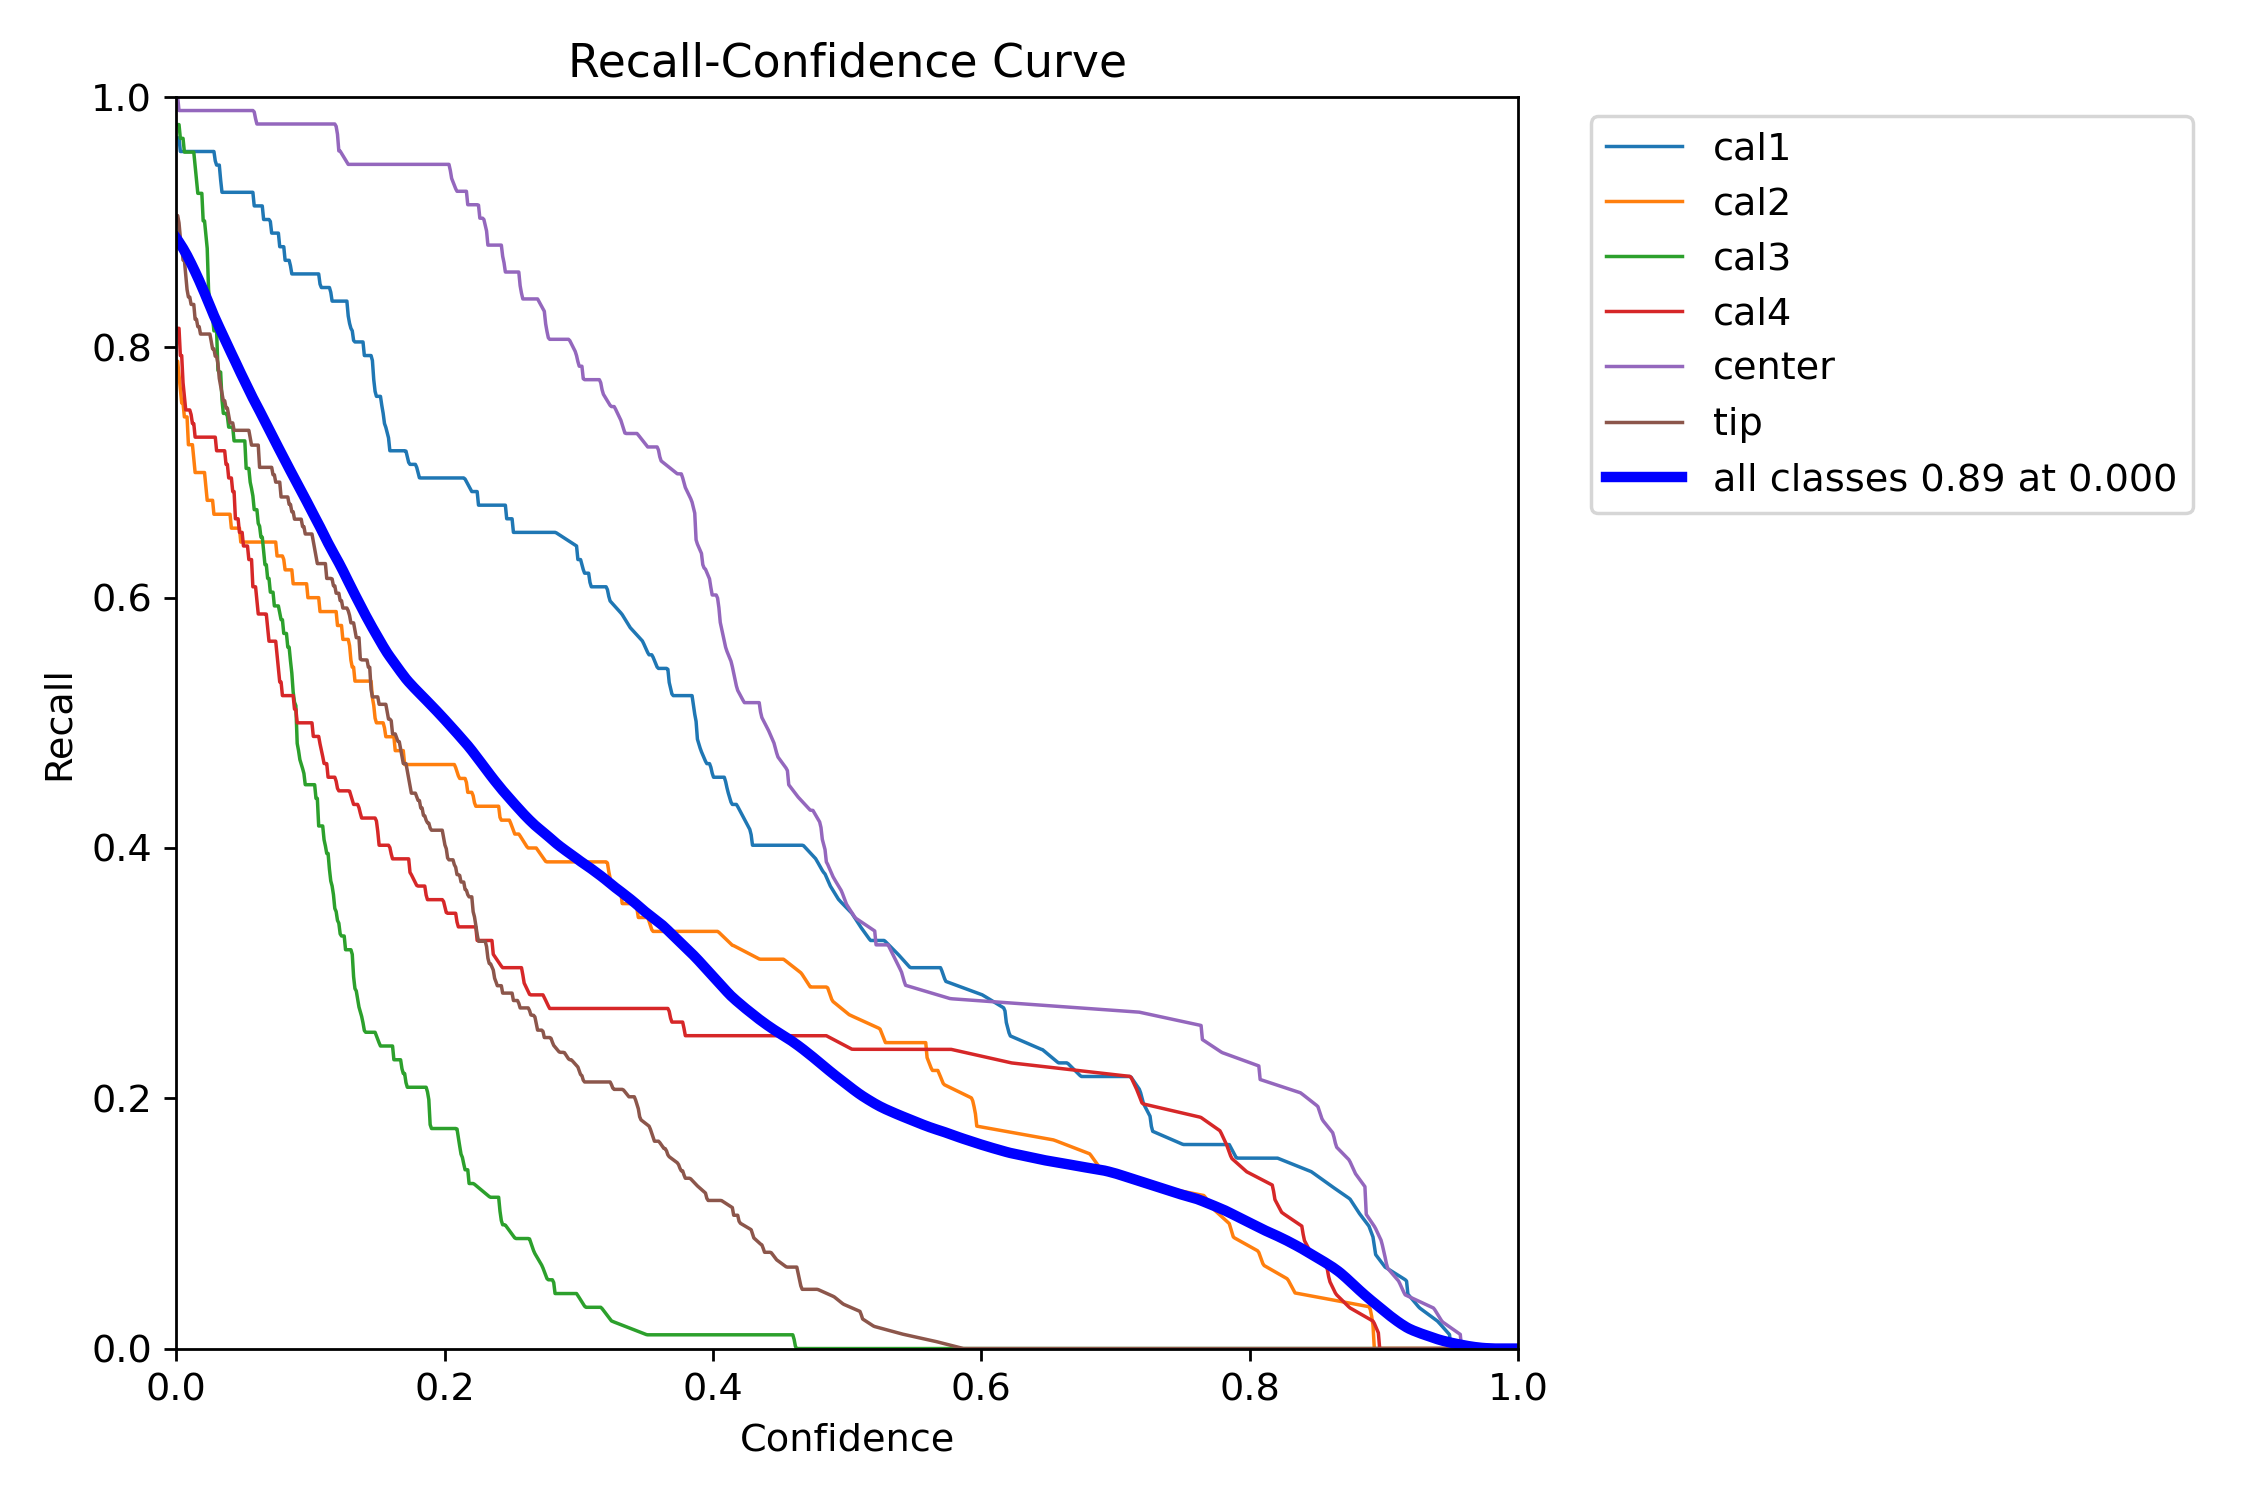 Recall-Confidence Curve
1.0
0.8
0.6
0.4
0.2
0.0
Recall
0.0 0.2 0.4 0.6 0.8 1.0
Confidence
cal1
cal2
cal3
cal4
center
tip
all classes 0.89 at 0.000